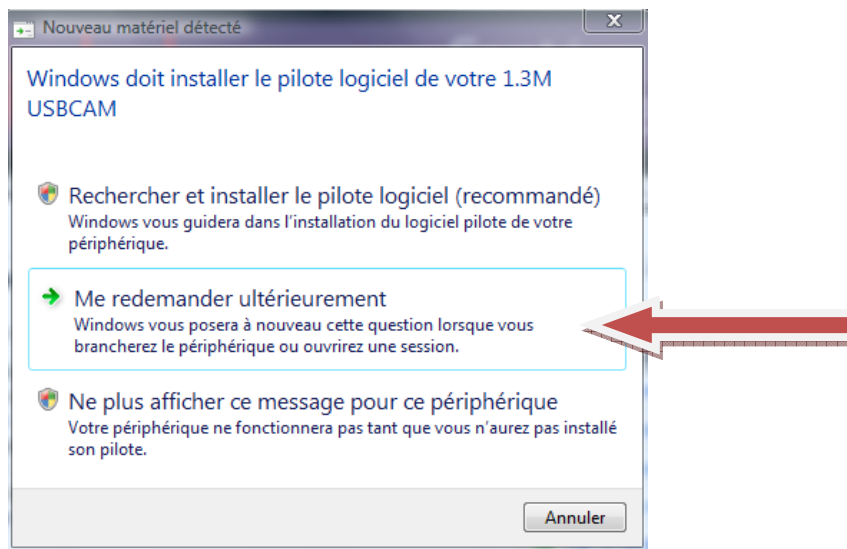 Nouveau matériel détecté
Windows doit installer le pilote logiciel de votre 1.3M
USBCAM
Rechercher et installer le pilote logiciel (recommandé)
Windows vous guidera dans l'installation du logiciel pilote de votre
périphérique.
Me redemander ultérieurement
Windows vous posera à nouveau cette question lorsque vous
brancherez le périphérique ou ouvrirez une session.
Ne plus afficher ce message pour ce périphérique
Votre périphérique ne fonctionnera pas tant que vous n'aurez pas installé
son pilote.
Annuler